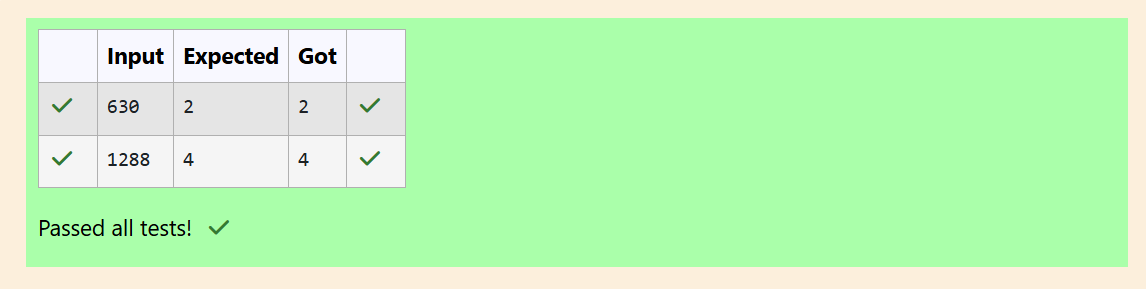 Input Expected Got
630 2 2
1288 4 4
Passed all tests!